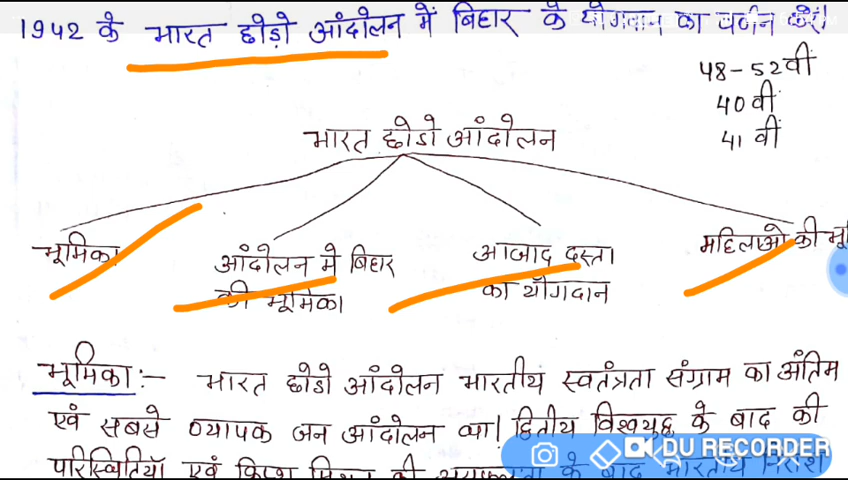 1942 के भारत छोड़ो आंदोलन में बिहार के योगदान का वर्णन करें।
48-52वी
40वी
41वी
भारत छोडो आंदोलन
भूमिका
आंदोलन मे बिहार
की भूमिका
आजाद दस्ता
का योगदान
महिलाओ की
भूमिका :- भारत छोडो आंदोलन भारतीय स्वतंत्रता संग्राम का अंतिम
एवं सबसे व्यापक जन आंदोलन था। द्वितीय विश्वयुद्ध के बाद की
परिस्थितियाँ एवं के बाद भारतीय
DU RECORDER